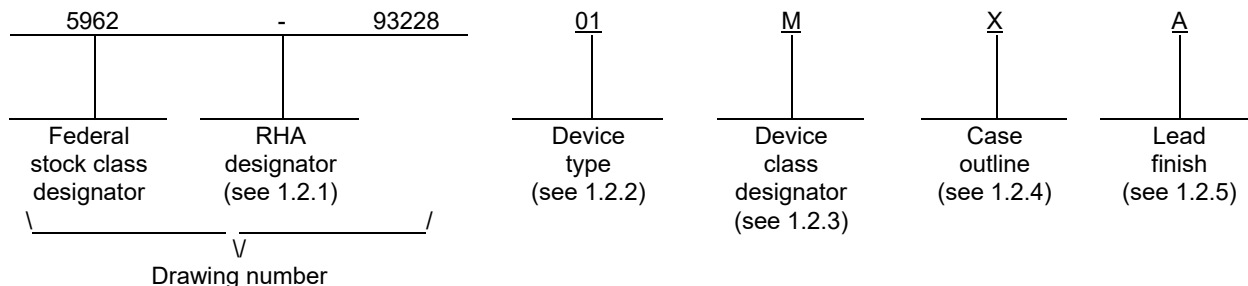 5962 - 93228 01 M X A
Federal stock class designator
RHA designator (see 1.2.1)
Device type (see 1.2.2)
Device class designator (see 1.2.3)
Case outline (see 1.2.4)
Lead finish (see 1.2.5)
\ /
\/
Drawing number